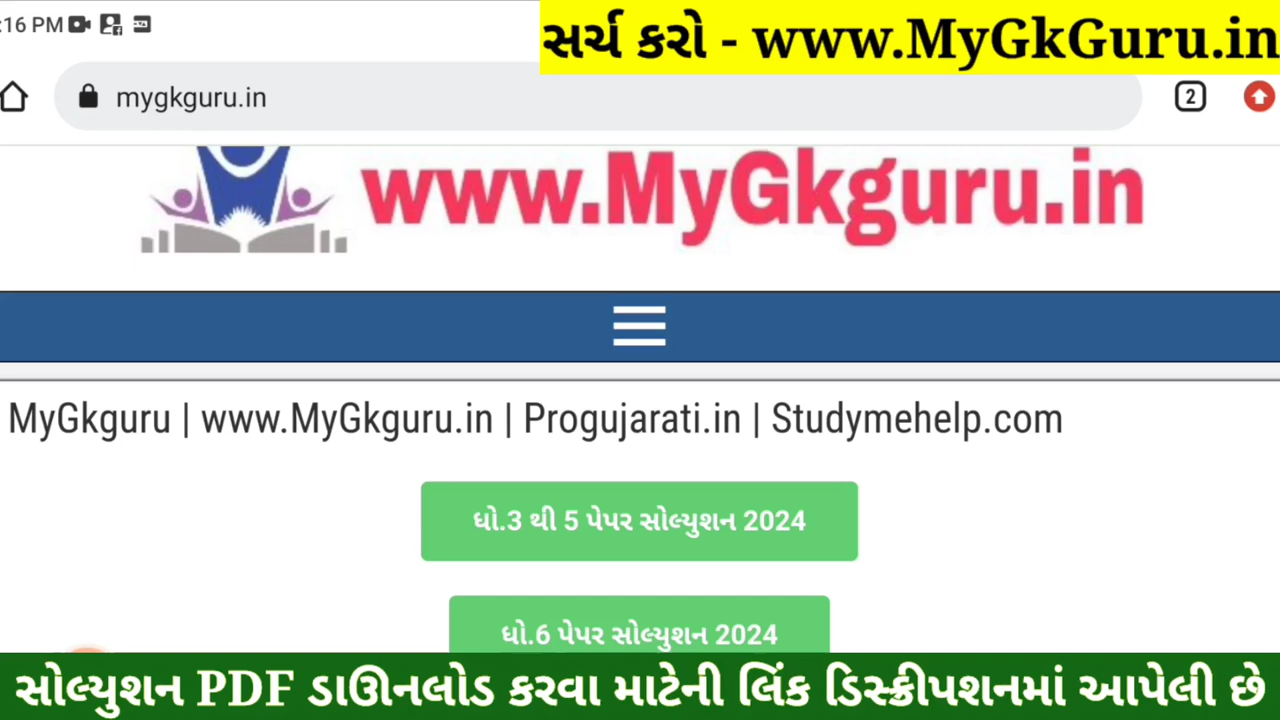 :16 PM
સર્ચ કરો - www.MyGkGuru.in
mygkguru.in
2
www.MyGkguru.in
MyGkguru | www.MyGkguru.in | Progujarati.in | Studymehelp.com
ધો.3 થી 5 પેપર સોલ્યુશન 2024
ધો.6 પેપર સોલ્યુશન 2024
સોલ્યુશન PDF ડાઊનલોડ કરવા માટેની લિંક ડિસ્ક્રીપશનમાં આપેલી છે